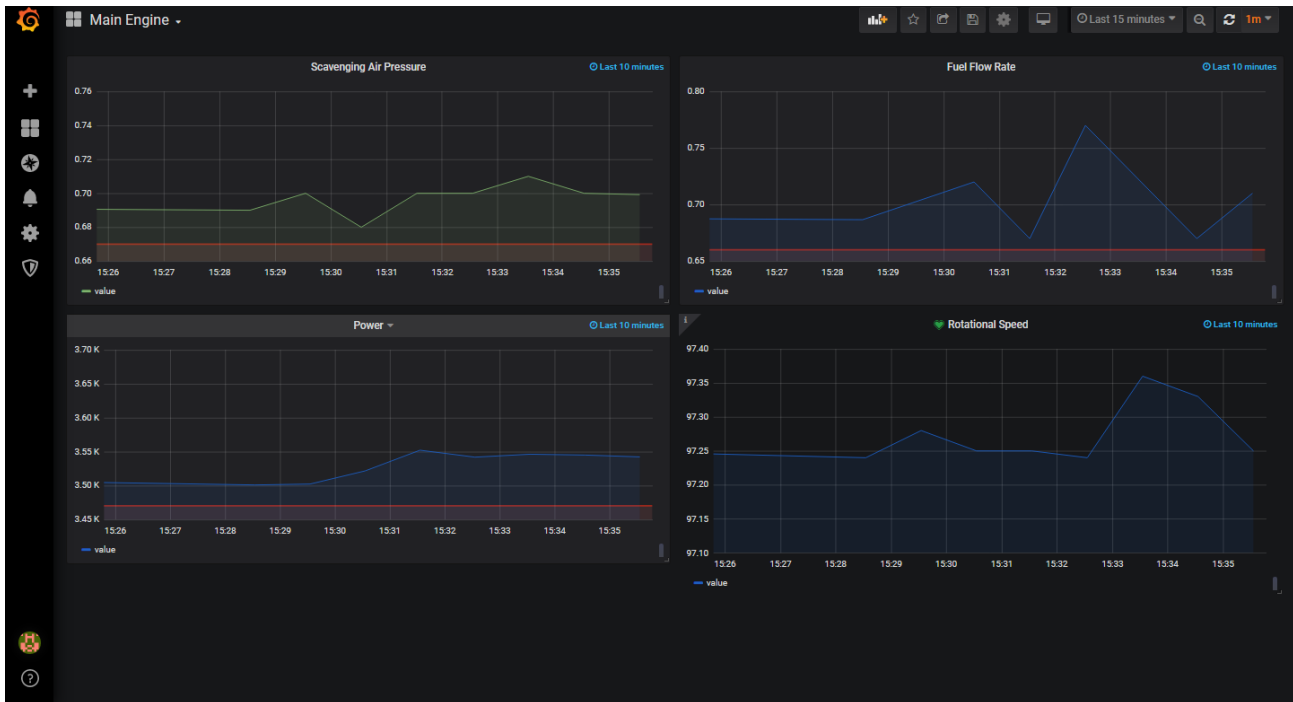 Main Engine
Last 15 minutes
1m
Scavenging Air Pressure
Last 10 minutes
0.76
0.74
0.72
0.70
0.68
0.66
15:26 15:27 15:28 15:29 15:30 15:31 15:32 15:33 15:34 15:35
value
Fuel Flow Rate
Last 10 minutes
0.80
0.75
0.70
0.65
15:26 15:27 15:28 15:29 15:30 15:31 15:32 15:33 15:34 15:35
value
Power
Last 10 minutes
3.70 K
3.65 K
3.60 K
3.55 K
3.50 K
3.45 K
15:26 15:27 15:28 15:29 15:30 15:31 15:32 15:33 15:34 15:35
value
i
Rotational Speed
Last 10 minutes
97.40
97.35
97.30
97.25
97.20
97.15
97.10
15:26 15:27 15:28 15:29 15:30 15:31 15:32 15:33 15:34 15:35
value
?